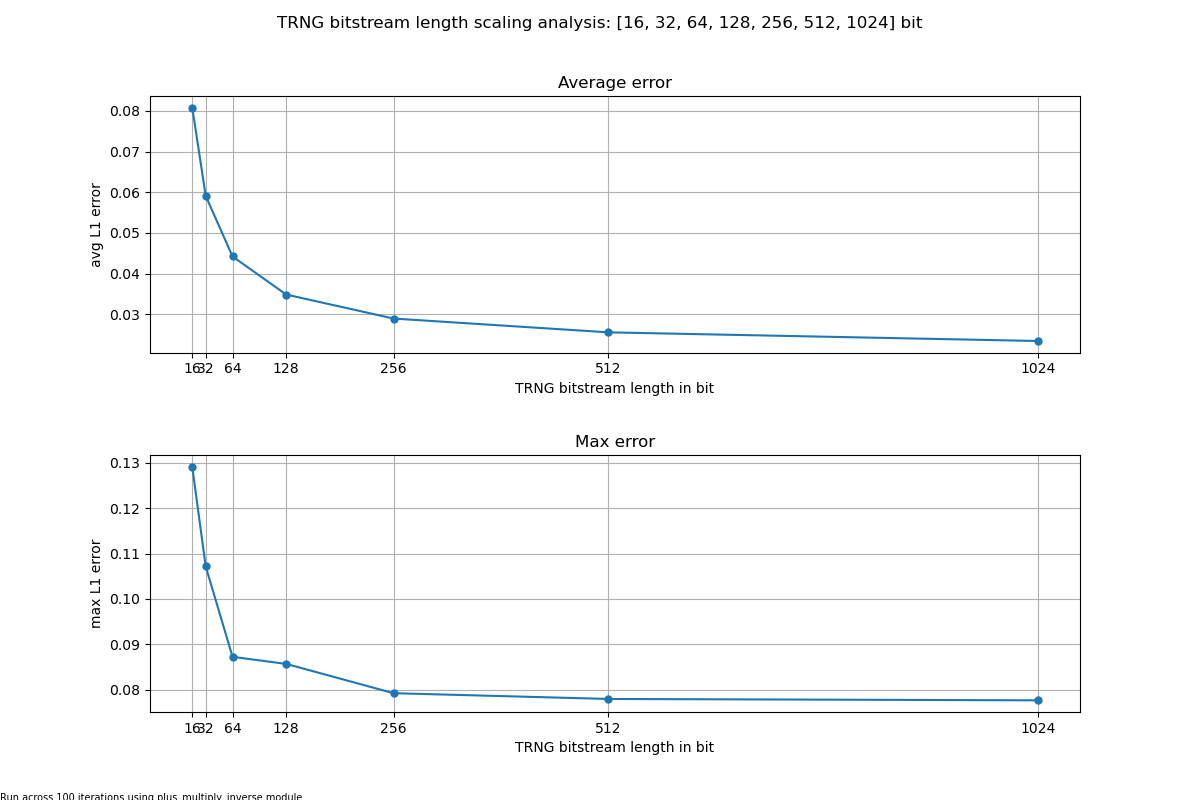 TRNG bitstream length scaling analysis: [16, 32, 64, 128, 256, 512, 1024] bit
Average error
0.08
0.07
0.06
0.05
0.04
0.03
avg L1 error
16 32 64 128 256 512 1024
TRNG bitstream length in bit
Max error
0.13
0.12
0.11
0.10
0.09
0.08
max L1 error
16 32 64 128 256 512 1024
TRNG bitstream length in bit
Run across 100 iterations using plus, multiply, inverse module